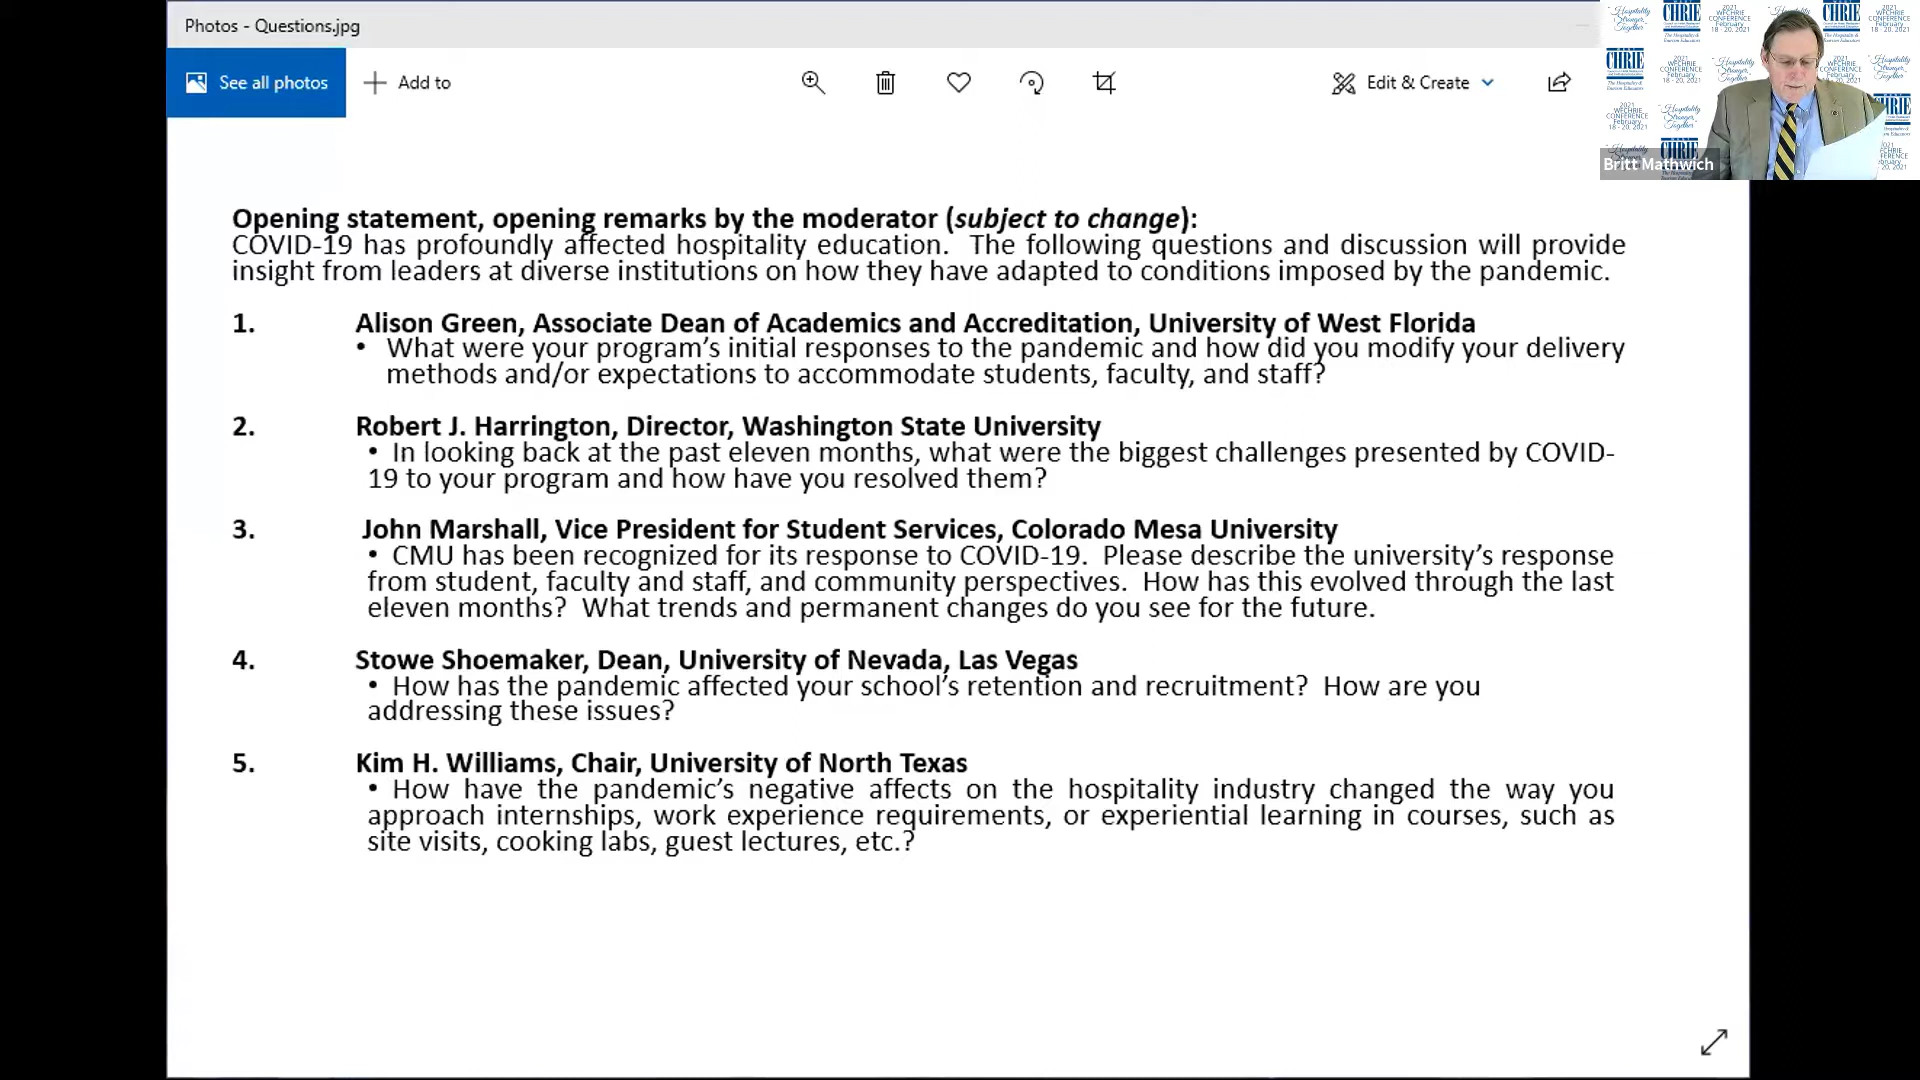 Photos - Questions.jpg
See all photos
Add to
Edit & Create
Opening statement, opening remarks by the moderator (subject to change):
COVID-19 has profoundly affected hospitality education. The following questions and discussion will provide
insight from leaders at diverse institutions on how they have adapted to conditions imposed by the pandemic.
1. Alison Green, Associate Dean of Academics and Accreditation, University of West Florida
• What were your program's initial responses to the pandemic and how did you modify your delivery
methods and/or expectations to accommodate students, faculty, and staff?
2. Robert J. Harrington, Director, Washington State University
• In looking back at the past eleven months, what were the biggest challenges presented by COVID-
19 to your program and how have you resolved them?
3. John Marshall, Vice President for Student Services, Colorado Mesa University
• CMU has been recognized for its response to COVID-19. Please describe the university's response
from student, faculty and staff, and community perspectives. How has this evolved through the last
eleven months? What trends and permanent changes do you see for the future.
4. Stowe Shoemaker, Dean, University of Nevada, Las Vegas
• How has the pandemic affected your school's retention and recruitment? How are you
addressing these issues?
5. Kim H. Williams, Chair, University of North Texas
• How have the pandemic's negative affects on the hospitality industry changed the way you
approach internships, work experience requirements, or experiential learning in courses, such as
site visits, cooking labs, guest lectures, etc.?
CHRIE
2021
WFCHRIE
CONFERENCE
February
18 - 20, 2021
"Hospitality
Stronger,
Together"
Britt Mathwich